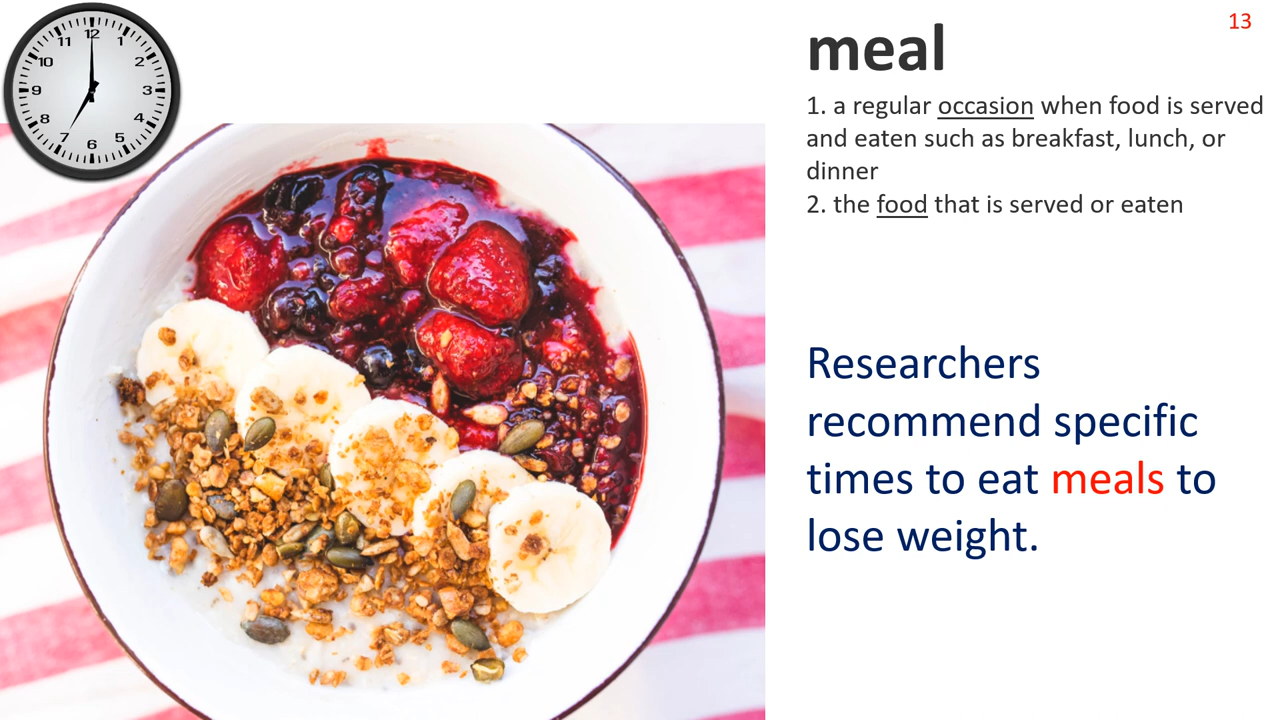 12
1
2
3
4
5
6
7
8
9
10
11
13
meal
1. a regular occasion when food is served
and eaten such as breakfast, lunch, or
dinner
2. the food that is served or eaten
Researchers
recommend specific
times to eat meals to
lose weight.